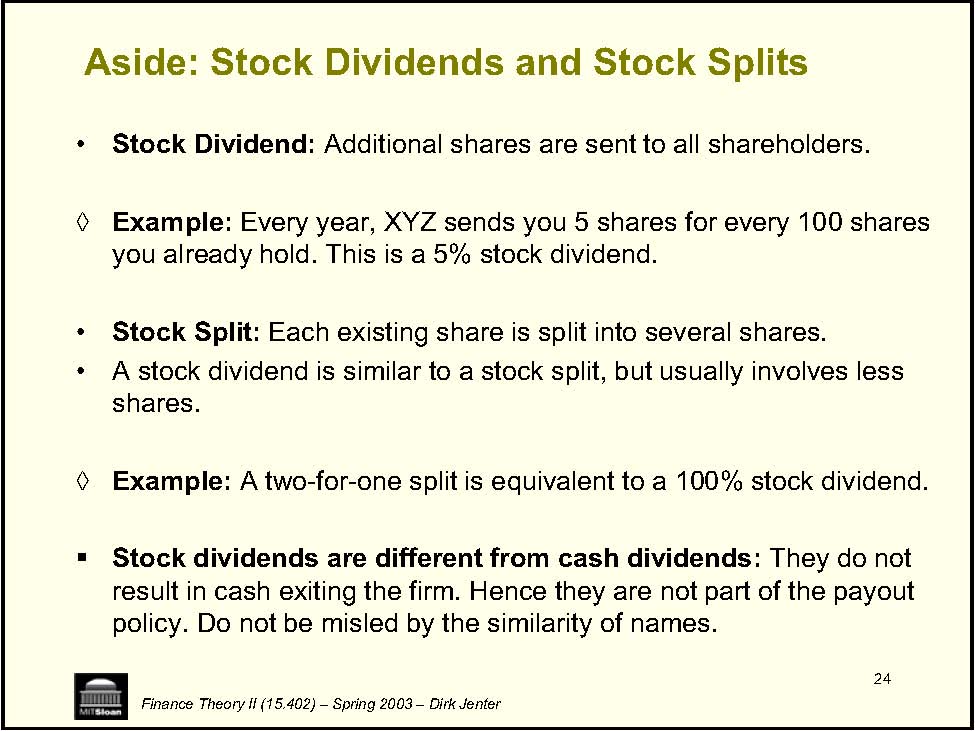 Aside: Stock Dividends and Stock Splits
• Stock Dividend: Additional shares are sent to all shareholders.
◊ Example: Every year, XYZ sends you 5 shares for every 100 shares
you already hold. This is a 5% stock dividend.
• Stock Split: Each existing share is split into several shares.
• A stock dividend is similar to a stock split, but usually involves less
shares.
◊ Example: A two-for-one split is equivalent to a 100% stock dividend.
▪ Stock dividends are different from cash dividends: They do not
result in cash exiting the firm. Hence they are not part of the payout
policy. Do not be misled by the similarity of names.
24
MITSloan
Finance Theory II (15.402) – Spring 2003 – Dirk Jenter